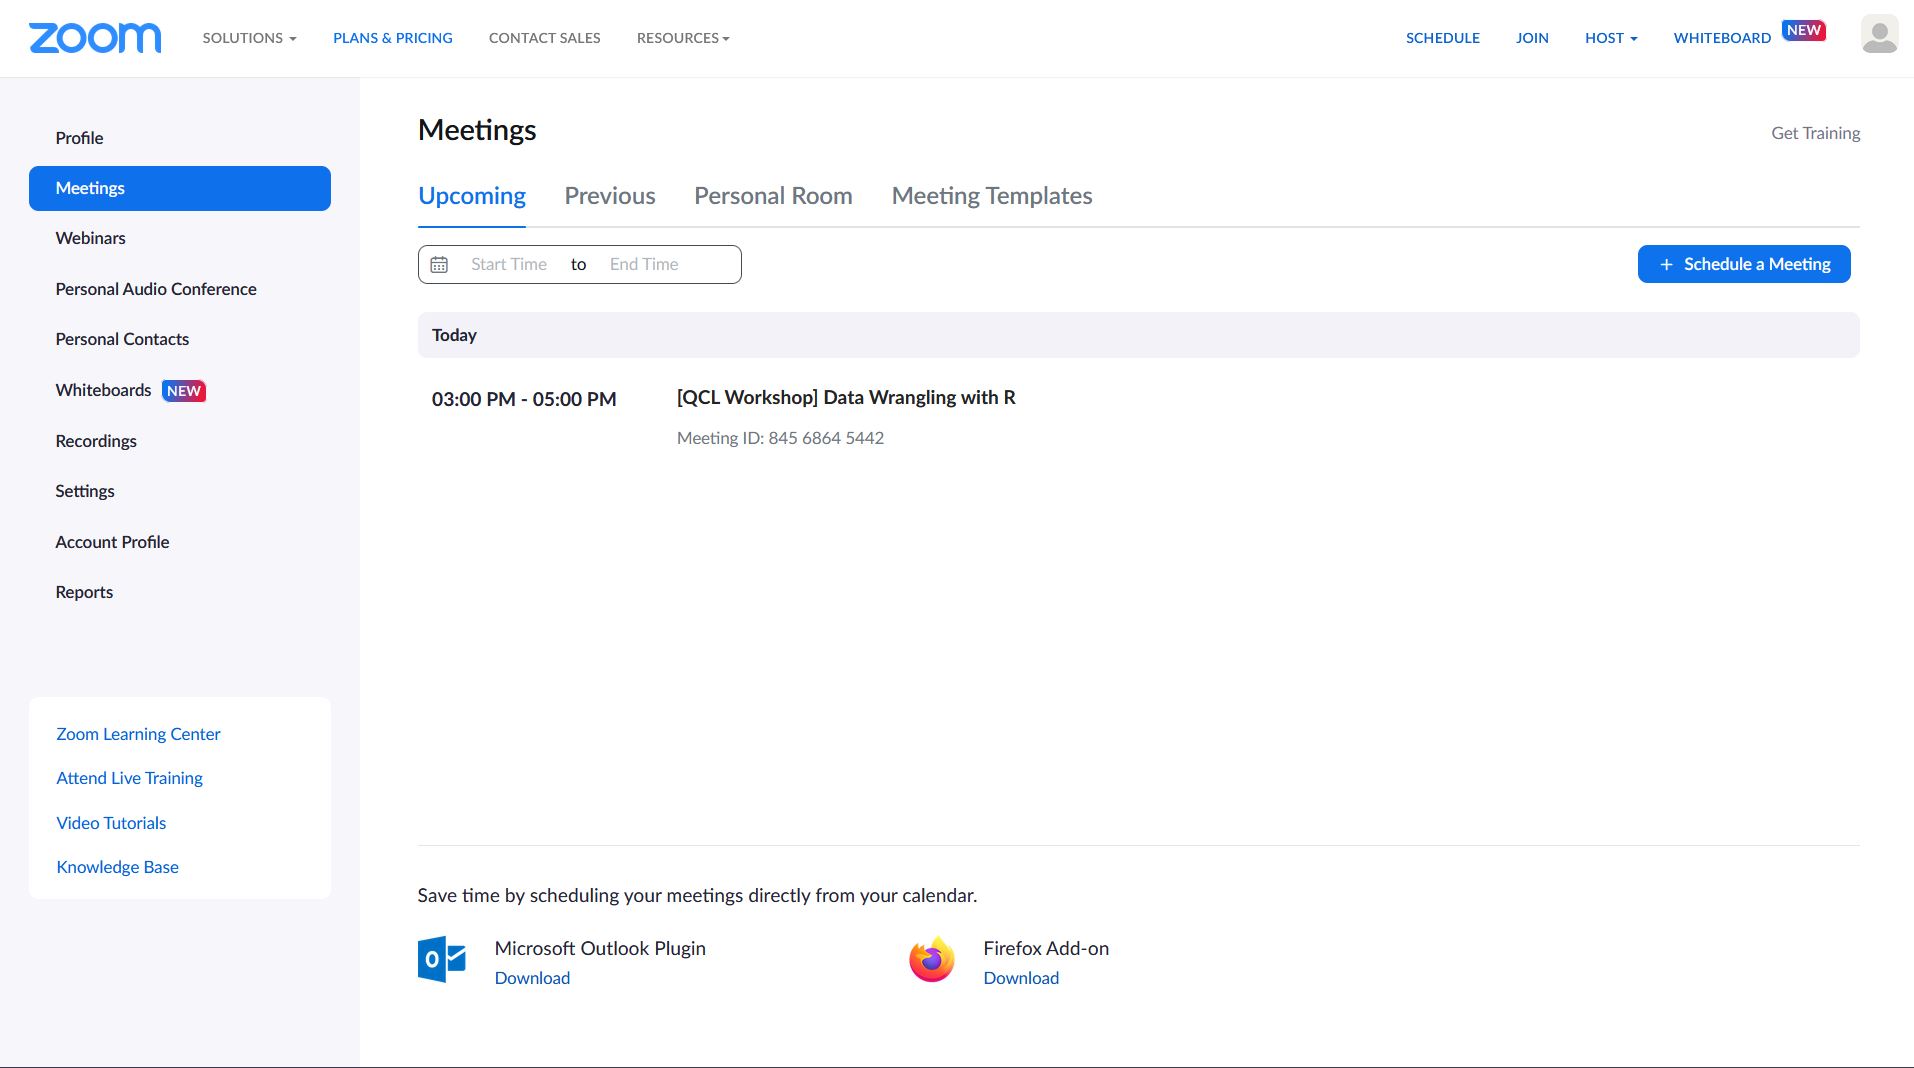 zoom
SOLUTIONS
PLANS & PRICING
CONTACT SALES
RESOURCES
SCHEDULE
JOIN
HOST
WHITEBOARD
NEW
Profile
Meetings
Webinars
Personal Audio Conference
Personal Contacts
Whiteboards NEW
Recordings
Settings
Account Profile
Reports
Zoom Learning Center
Attend Live Training
Video Tutorials
Knowledge Base
Meetings
Get Training
Upcoming
Previous
Personal Room
Meeting Templates
Start Time to End Time
+ Schedule a Meeting
Today
03:00 PM - 05:00 PM
[QCL Workshop] Data Wrangling with R
Meeting ID: 845 6864 5442
Save time by scheduling your meetings directly from your calendar.
Microsoft Outlook Plugin
Download
Firefox Add-on
Download